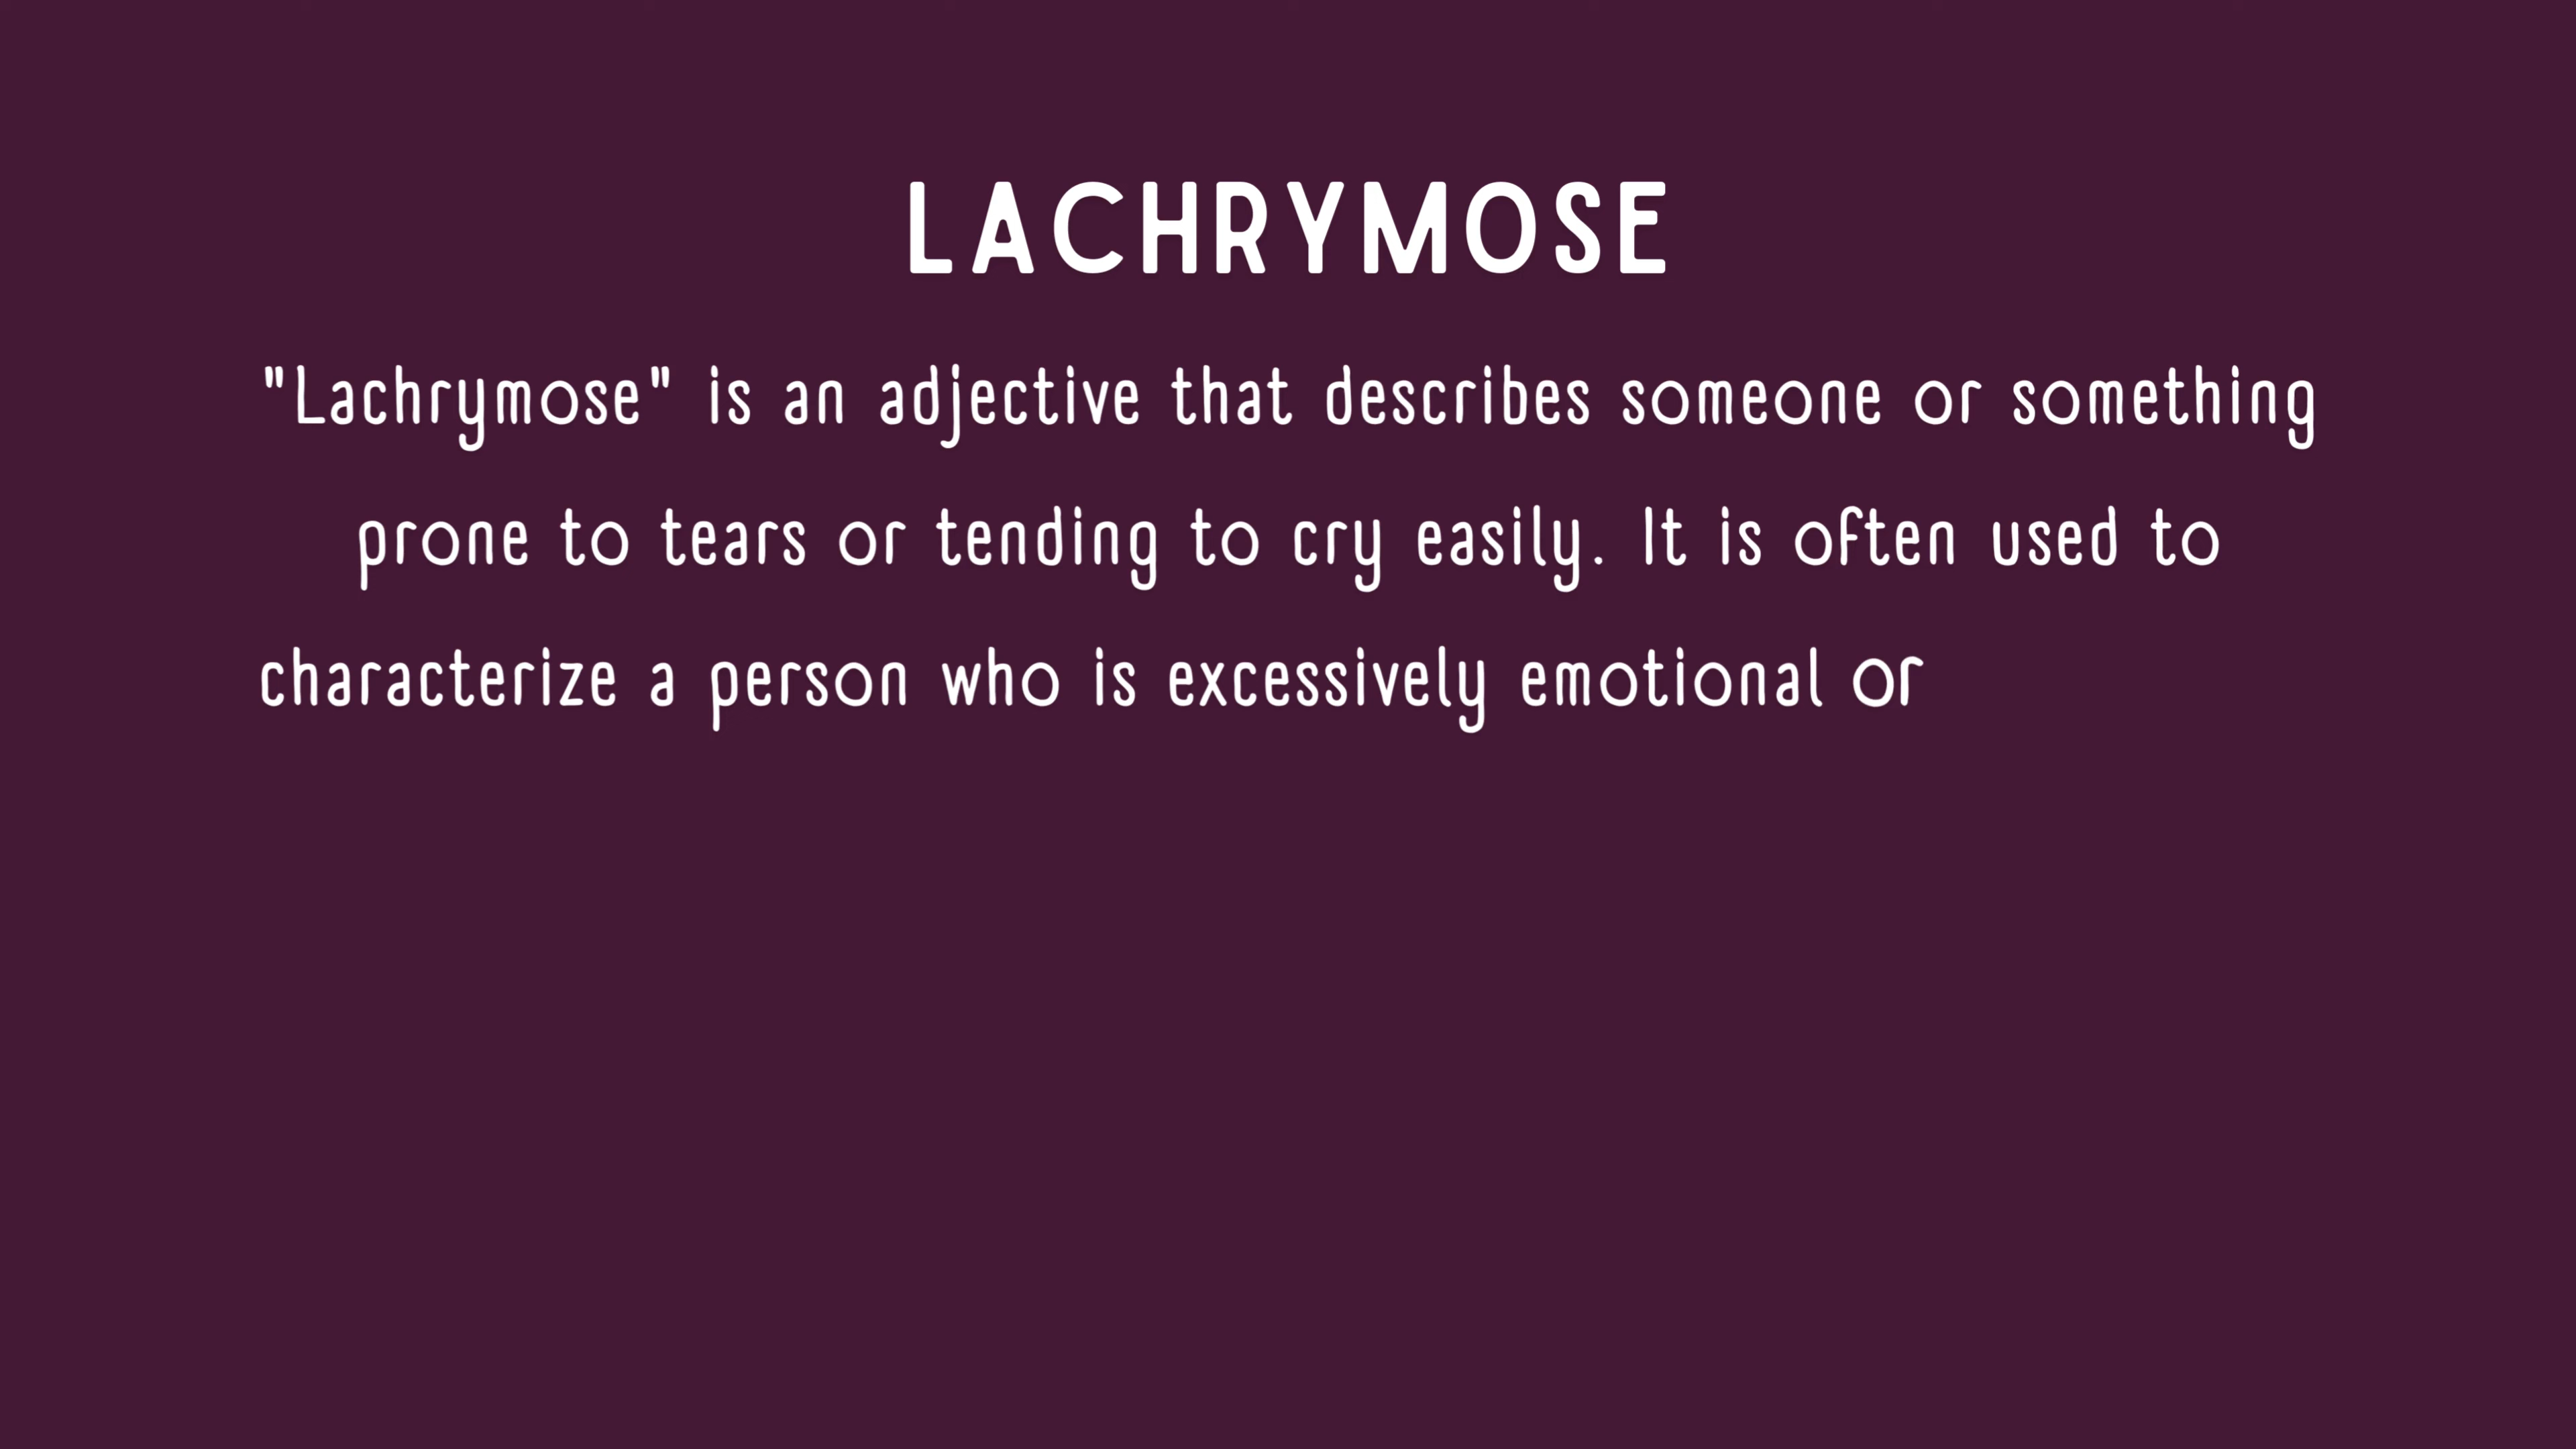 LACHRYMOSE
"Lachrymose" is an adjective that describes someone or something
prone to tears or tending to cry easily. It is often used to
characterize a person who is excessively emotional or